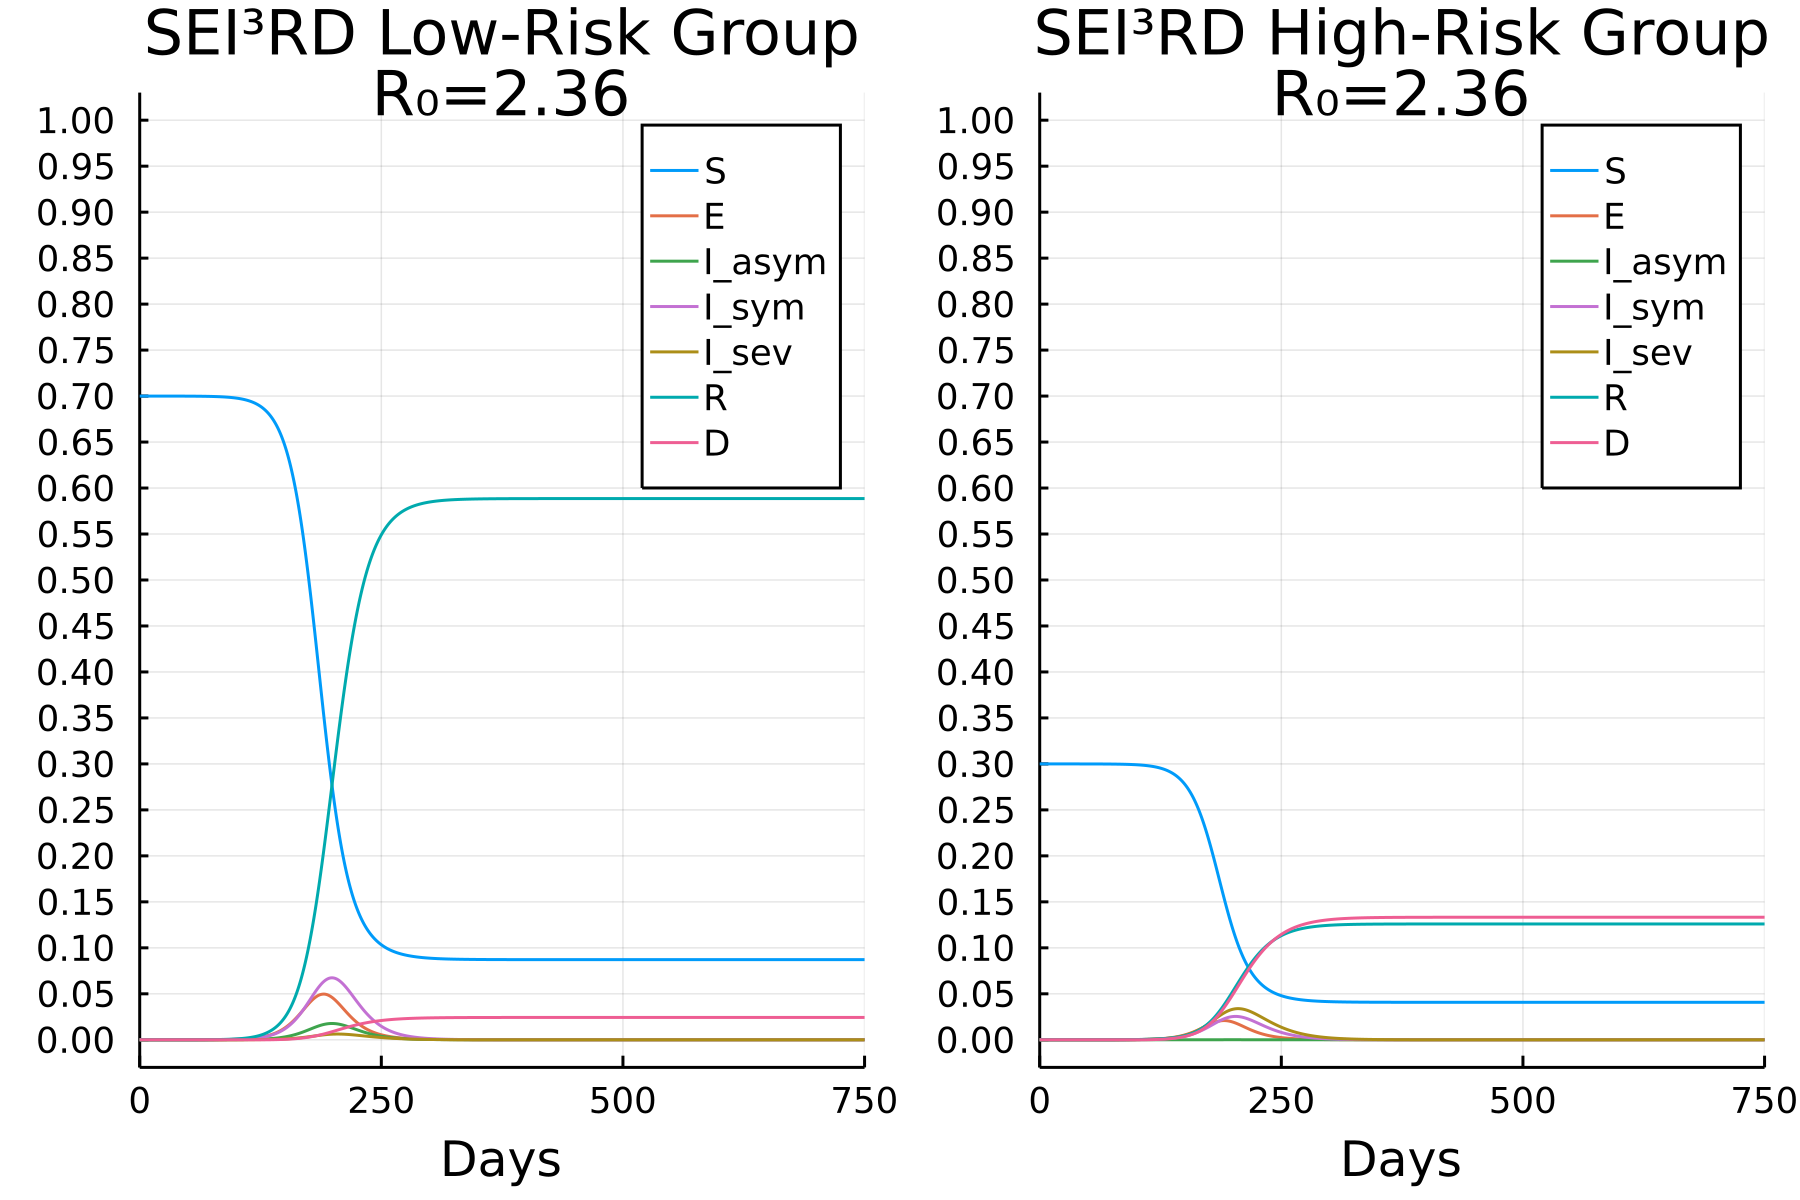 SEI³RD Low-Risk Group
R₀=2.36
1.00
0.95
0.90
0.85
0.80
0.75
0.70
0.65
0.60
0.55
0.50
0.45
0.40
0.35
0.30
0.25
0.20
0.15
0.10
0.05
0.00
S
E
I_asym
I_sym
I_sev
R
D
0 250 500 750
Days
SEI³RD High-Risk Group
R₀=2.36
1.00
0.95
0.90
0.85
0.80
0.75
0.70
0.65
0.60
0.55
0.50
0.45
0.40
0.35
0.30
0.25
0.20
0.15
0.10
0.05
0.00
S
E
I_asym
I_sym
I_sev
R
D
0 250 500 750
Days